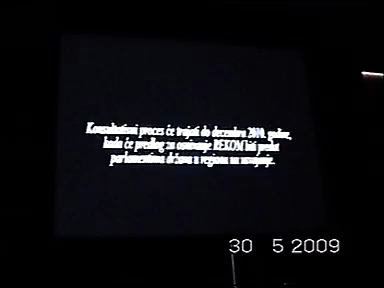 Konsultativni proces će trajati do decembra 2010. godine,
kada će predlog za osnivanje REKOM biti predat
parlamentima država u regionu na usvajanje.
30 5 2009